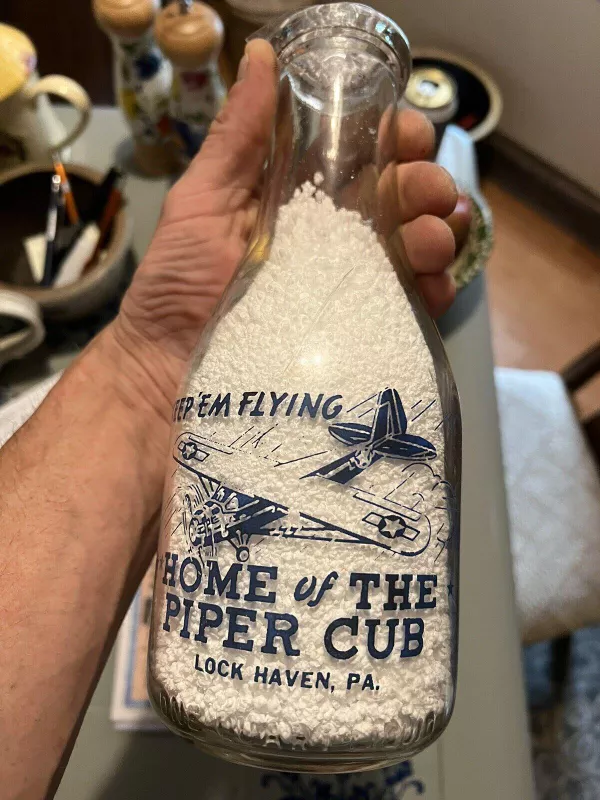 'EM FLYING
HOME of THE
PIPER CUB
LOCK HAVEN, PA.